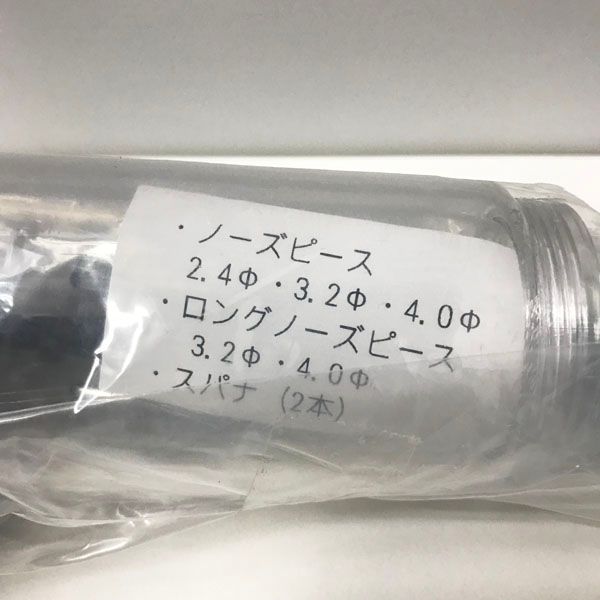 ・ノーズピース
2.4Φ・3.2Φ・4.0Φ
・ロングノーズピース
3.2Φ・4.0Φ
・スパナ (2本)